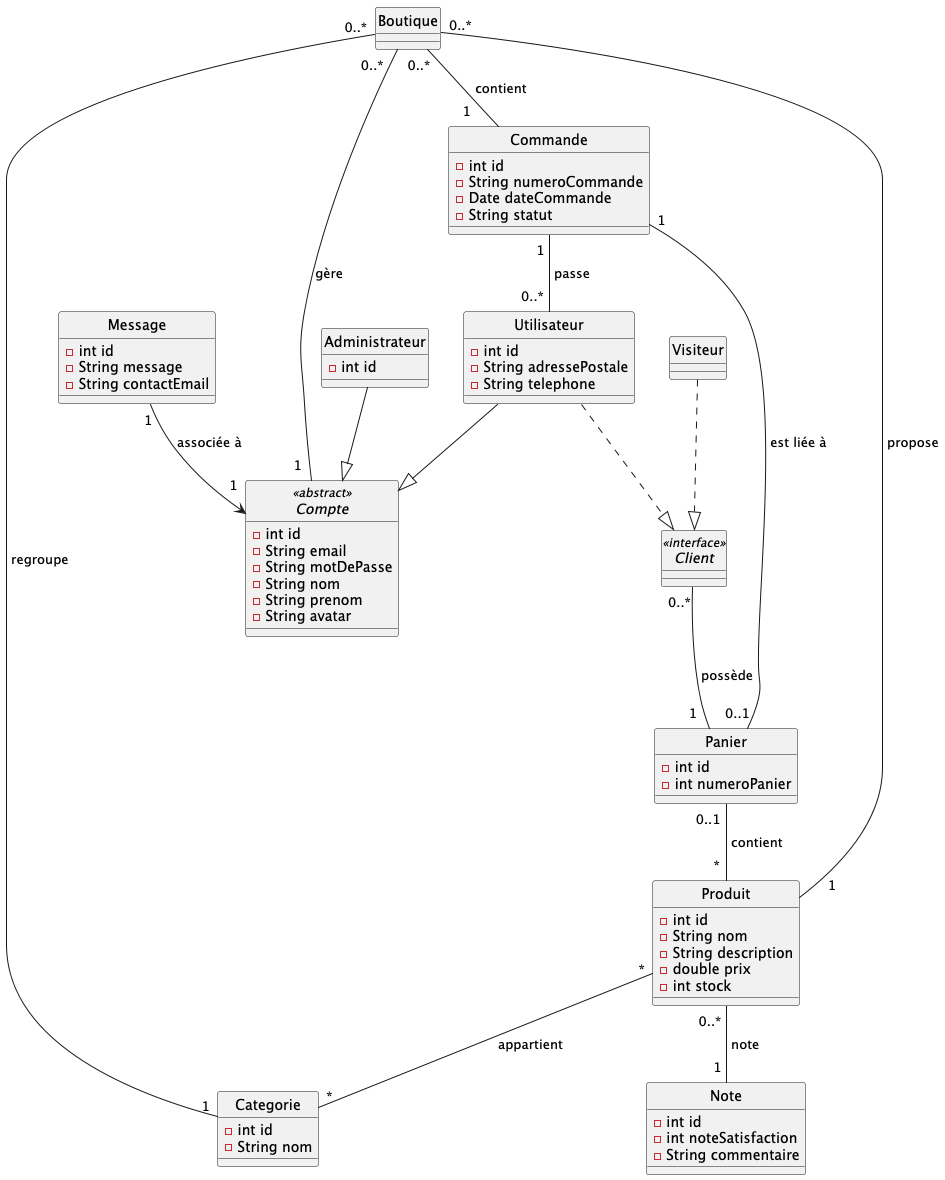 Boutique
0..*
0..*
0..*
0..*
contient
1
Commande
int id
String numeroCommande
Date dateCommande
String statut
1
1
passe
0..*
gère
Message
int id
String message
String contactEmail
Administrateur
int id
Utilisateur
int id
String adressePostale
String telephone
Visiteur
1
associée à
1
1
est liée à
propose
«abstract»
Compte
int id
String email
String motDePasse
String nom
String prenom
String avatar
«interface»
Client
regroupe
0..*
possède
1
0..1
Panier
int id
int numeroPanier
0..1
contient
*
1
Produit
int id
String nom
String description
double prix
int stock
*
0..*
appartient
note
1
*
1
Categorie
int id
String nom
Note
int id
int noteSatisfaction
String commentaire